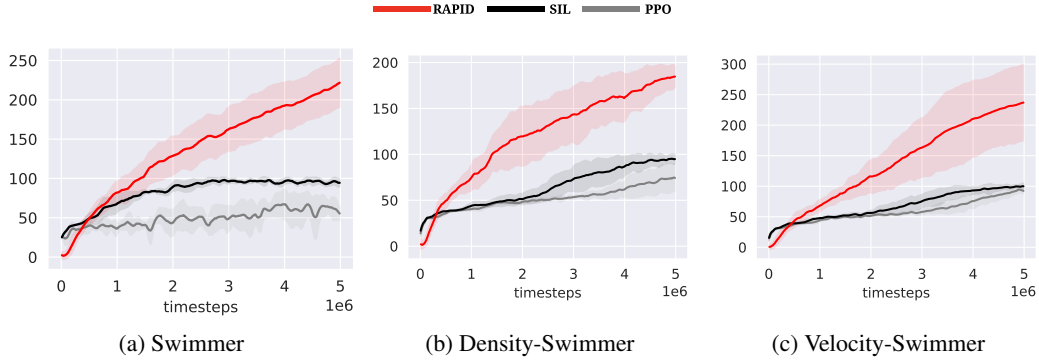 RAPID SIL PPO
250
200
150
100
50
0
0 1 2 3 4 5
timesteps 1e6
(a) Swimmer
200
150
100
50
0
0 1 2 3 4 5
timesteps 1e6
(b) Density-Swimmer
300
250
200
150
100
50
0
0 1 2 3 4 5
timesteps 1e6
(c) Velocity-Swimmer